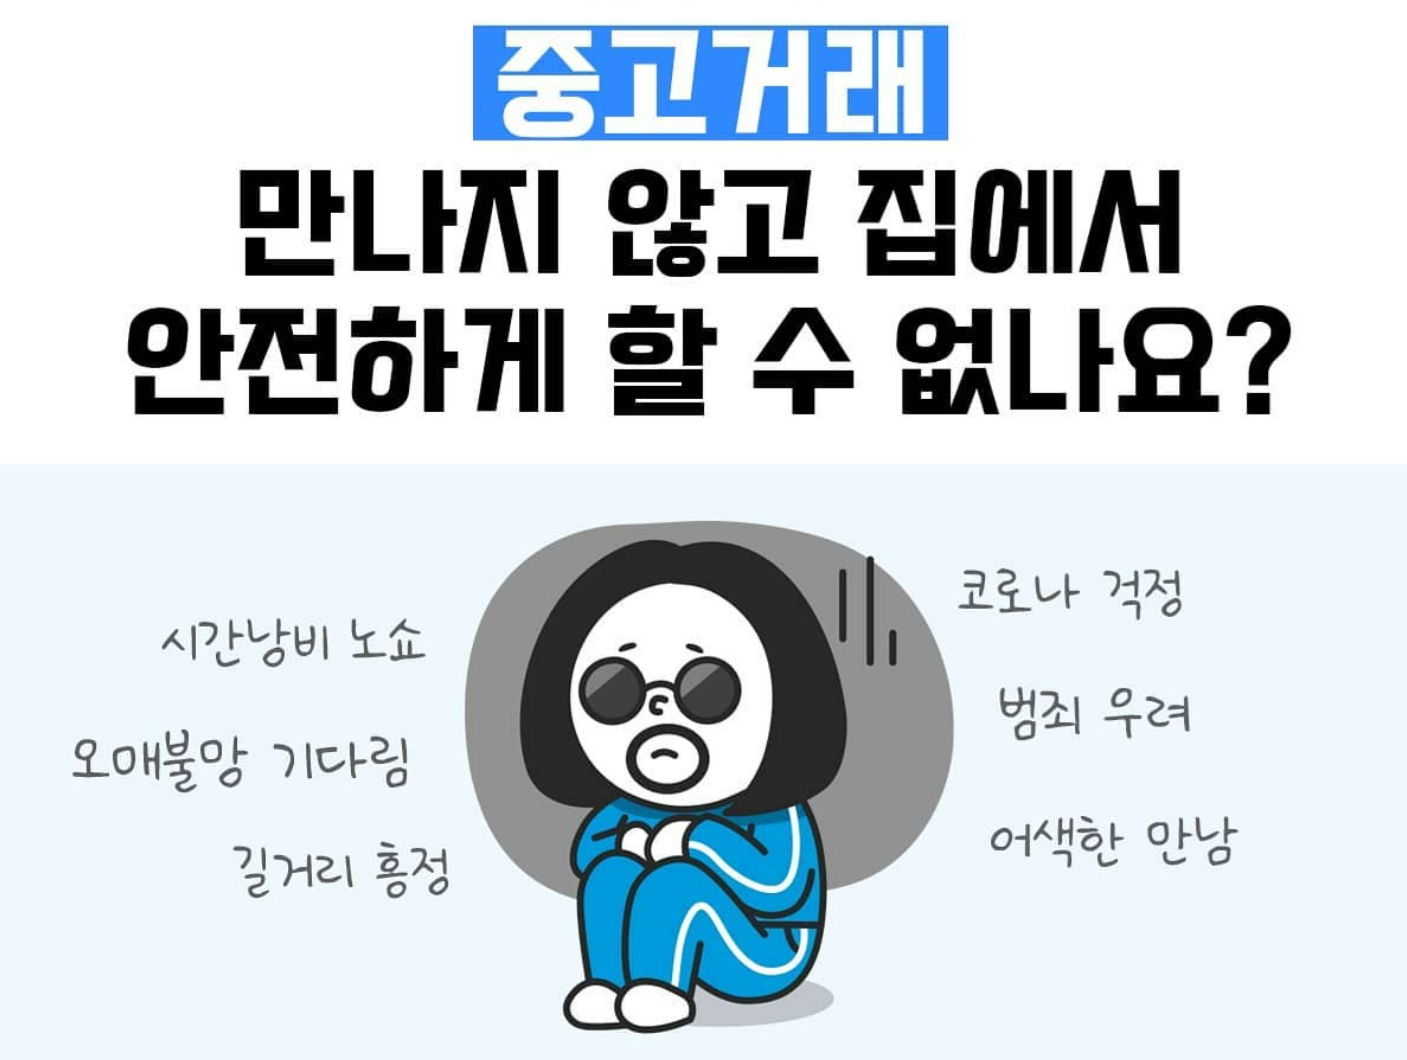 중고거래
만나지 않고 집에서
안전하게 할 수 없나요?
시간낭비 노쇼
오매불망 기다림
길거리 흥정
코로나 걱정
범죄 우려
어색한 만남